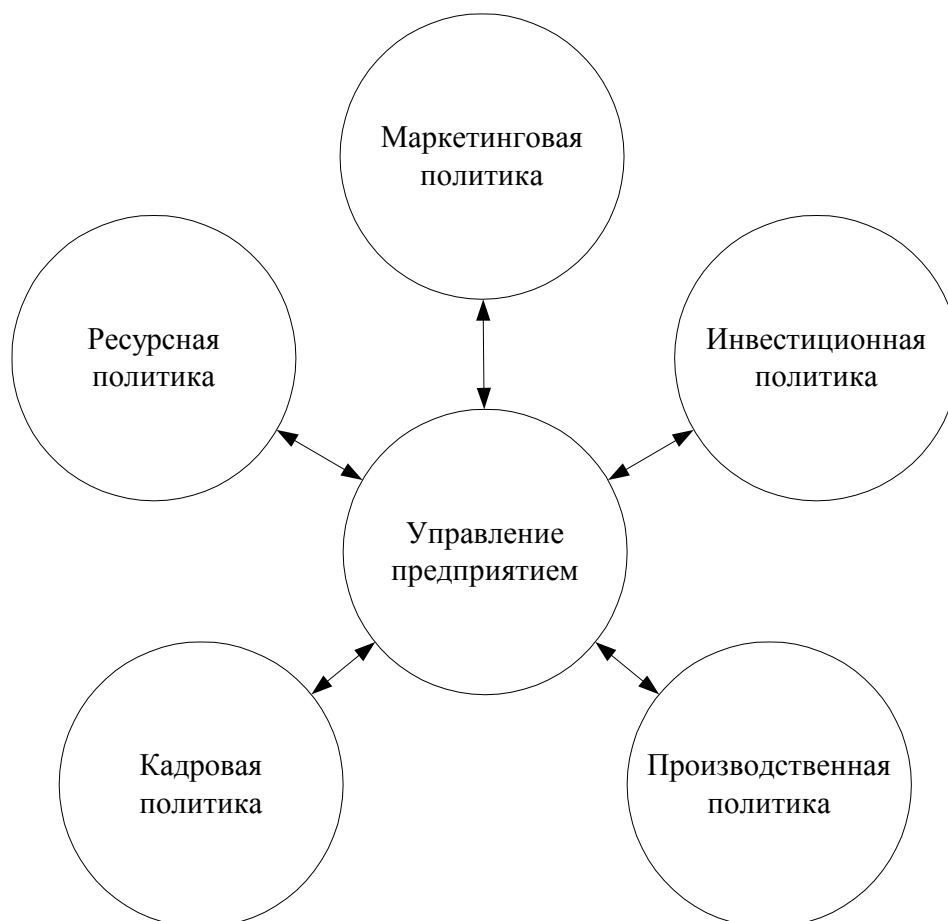 Маркетинговая
политика
Ресурсная
политика
Инвестиционная
политика
Управление
предприятием
Кадровая
политика
Производственная
политика